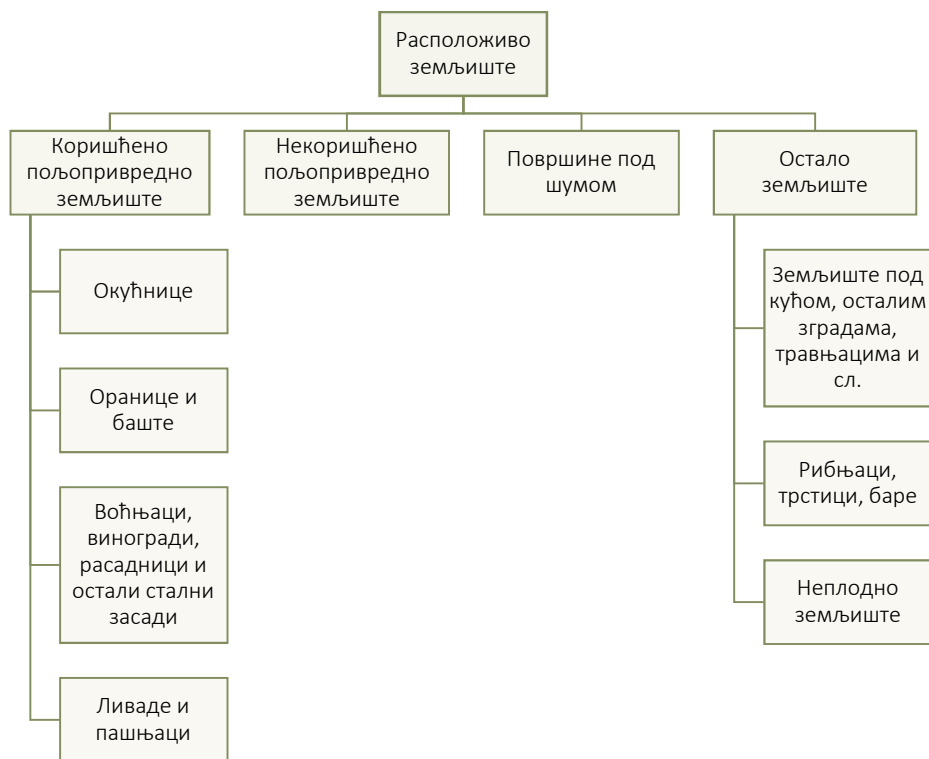 Расположиво
земљиште
Коришћено
пољопривредно
земљиште
Некоришћено
пољопривредно
земљиште
Површине под
шумом
Остало
земљиште
Окућнице
Оранице и
баште
Воћњаци,
виногради,
расадници и
остали стални
засади
Ливаде и
пашњаци
Земљиште под
кућом, осталим
зградама,
травњацима и
сл.
Рибњаци,
трстици, баре
Неплодно
земљиште